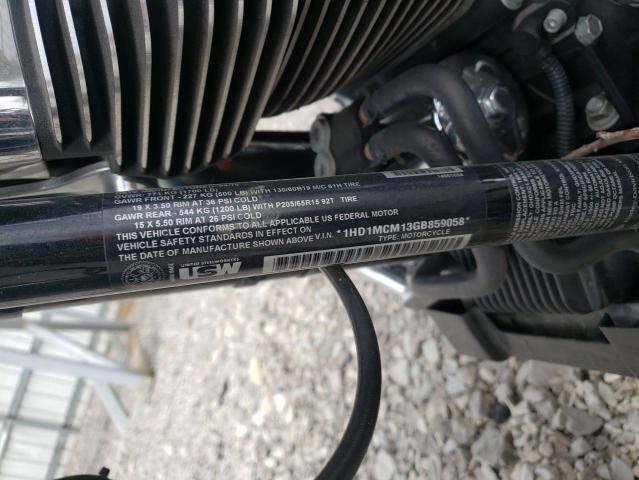 GAWR FRONT - 227 KG (500 LB) WITH 130/60B19 M/C 61H TIRE
19 X 3.50 RIM AT 36 PSI COLD
GAWR REAR - 544 KG (1200 LB) WITH P205/65R15 92T TIRE
15 X 5.50 RIM AT 26 PSI COLD
THIS VEHICLE CONFORMS TO ALL APPLICABLE US FEDERAL MOTOR
VEHICLE SAFETY STANDARDS IN EFFECT ON
THE DATE OF MANUFACTURE SHOWN ABOVE V.I.N. *1HD1MCM13GB859058*
TYPE: MOTORCYCLE